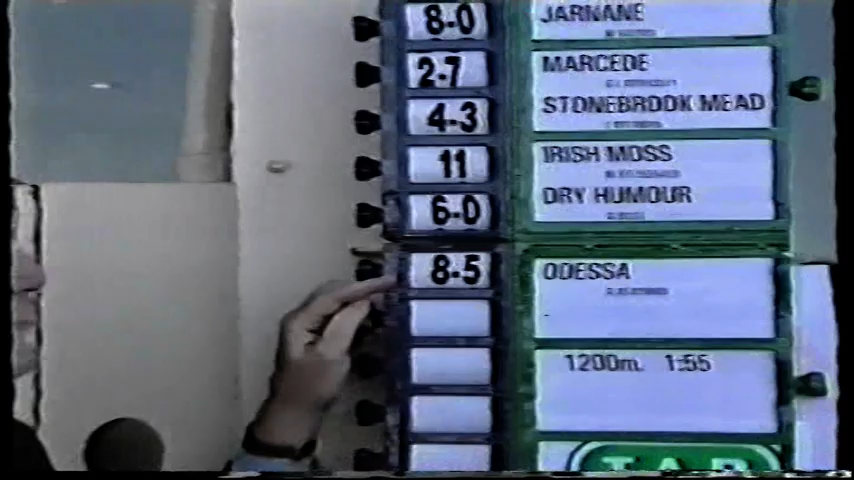 8-0 JARNANE
2-7 MARCEDE
4-3 STONEBROOK MEAD
11 IRISH MOSS
6-0 DRY HUMOUR
8-5 ODESSA
1200m. 1:55
TAB